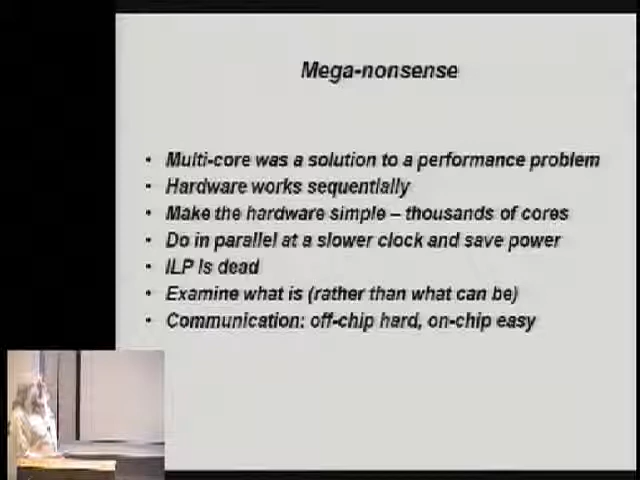 Mega-nonsense
• Multi-core was a solution to a performance problem
• Hardware works sequentially
• Make the hardware simple – thousands of cores
• Do in parallel at a slower clock and save power
• ILP is dead
• Examine what is (rather than what can be)
• Communication: off-chip hard, on-chip easy